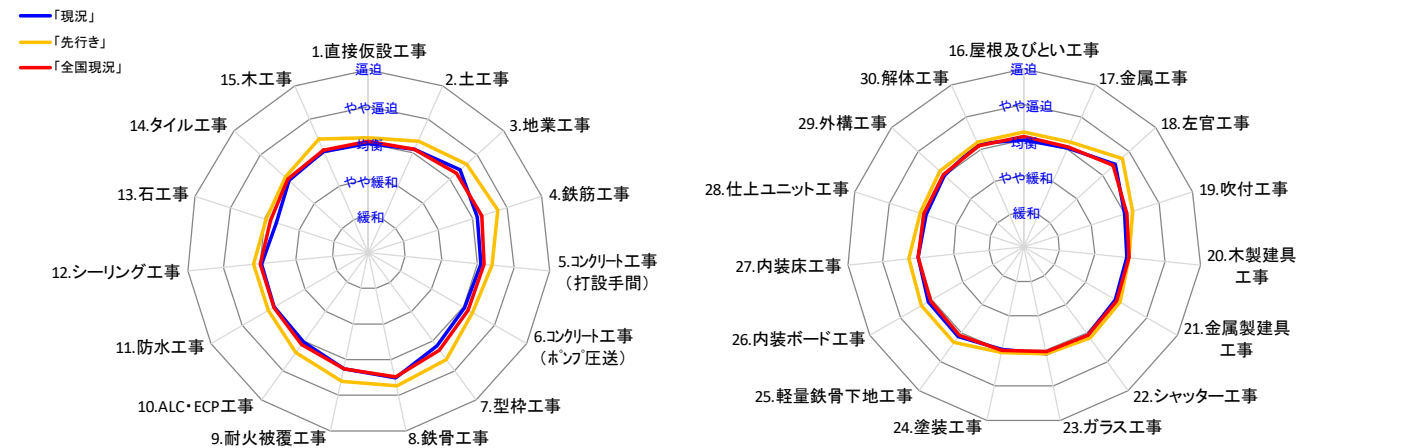 「現況」
「先行き」
「全国現況」
1.直接仮設工事
2.土工事
3.地業工事
4.鉄筋工事
5.コンクリート工事
（打設手間）
6.コンクリート工事
（ポンプ圧送）
7.型枠工事
8.鉄骨工事
9.耐火被覆工事
10.ALC・ECP工事
11.防水工事
12.シーリング工事
13.石工事
14.タイル工事
15.木工事
逼迫
やや逼迫
均衡
やや緩和
緩和
16.屋根及びとい工事
17.金属工事
18.左官工事
19.吹付工事
20.木製建具
工事
21.金属製建具
工事
22.シャッター工事
23.ガラス工事
24.塗装工事
25.軽量鉄骨下地工事
26.内装ボード工事
27.内装床工事
28.仕上ユニット工事
29.外構工事
30.解体工事
逼迫
やや逼迫
均衡
やや緩和
緩和